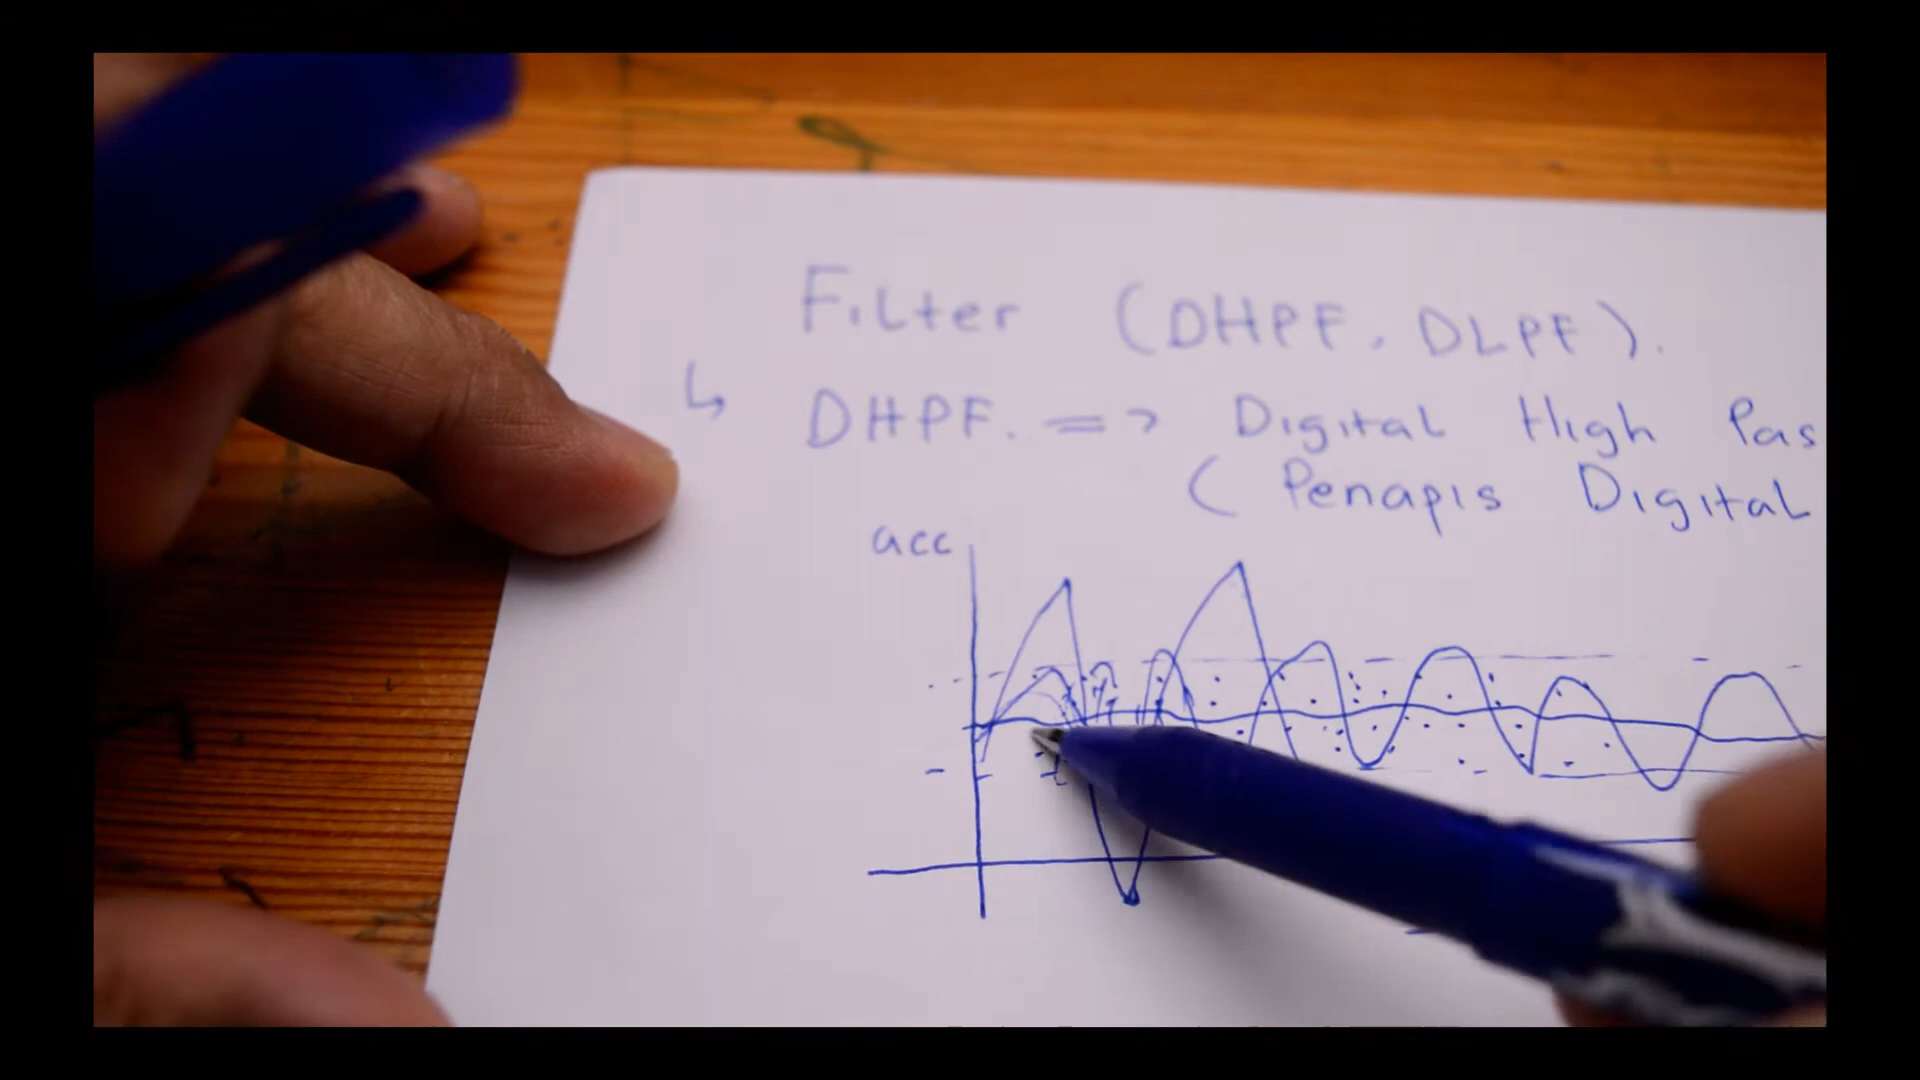 Filter (DHPF, DLPF).
↳ DHPF. => Digital High Pas
( Penapis Digital
acc